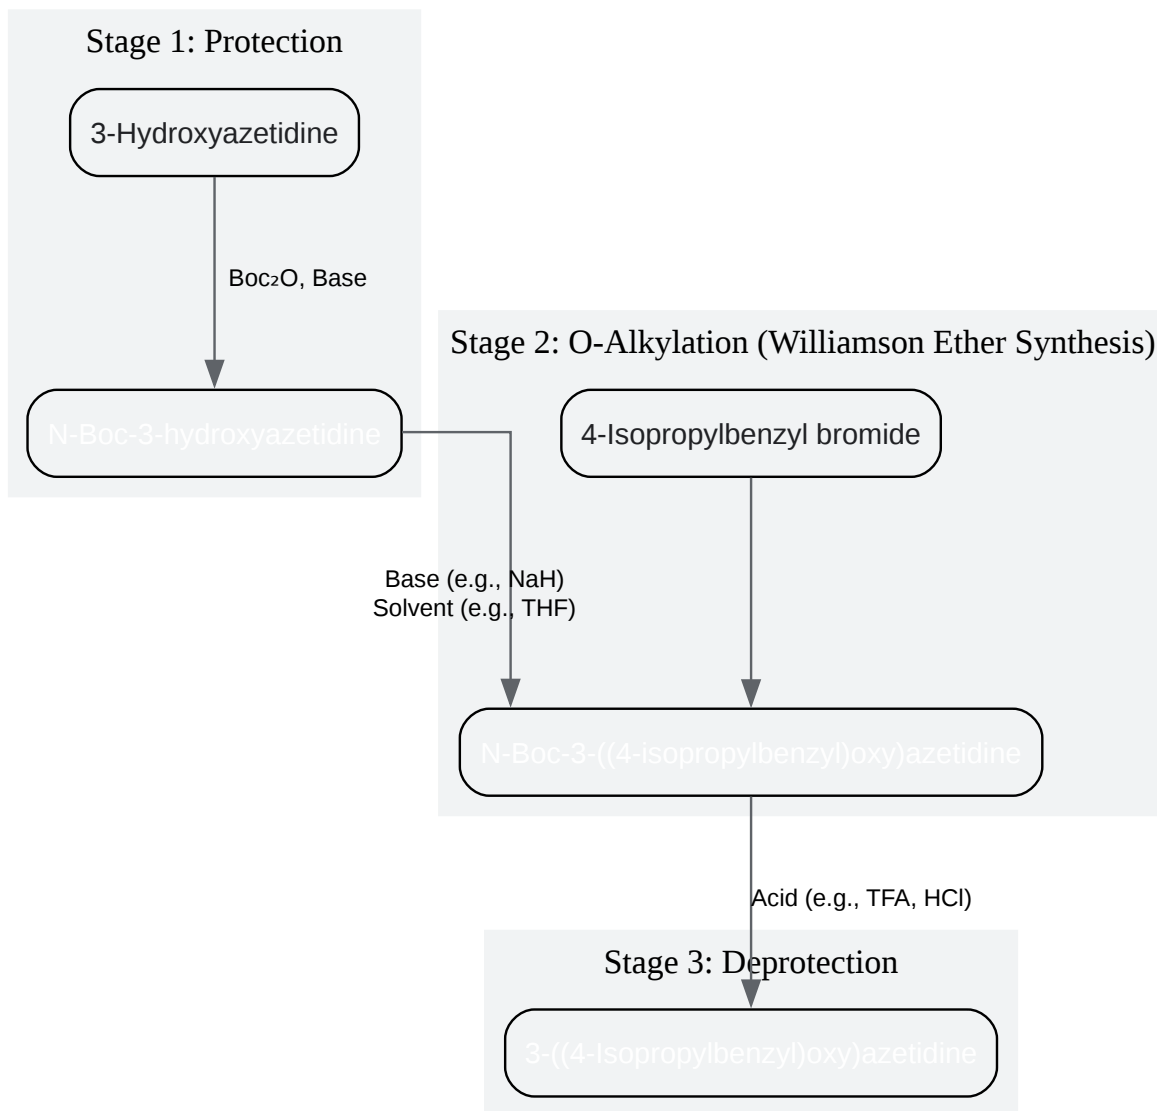 Stage 1: Protection
3-Hydroxyazetidine
Boc₂O, Base
N-Boc-3-hydroxyazetidine
Stage 2: O-Alkylation (Williamson Ether Synthesis)
4-Isopropylbenzyl bromide
Base (e.g., NaH)
Solvent (e.g., THF)
N-Boc-3-((4-isopropylbenzyl)oxy)azetidine
Acid (e.g., TFA, HCl)
Stage 3: Deprotection
3-((4-Isopropylbenzyl)oxy)azetidine